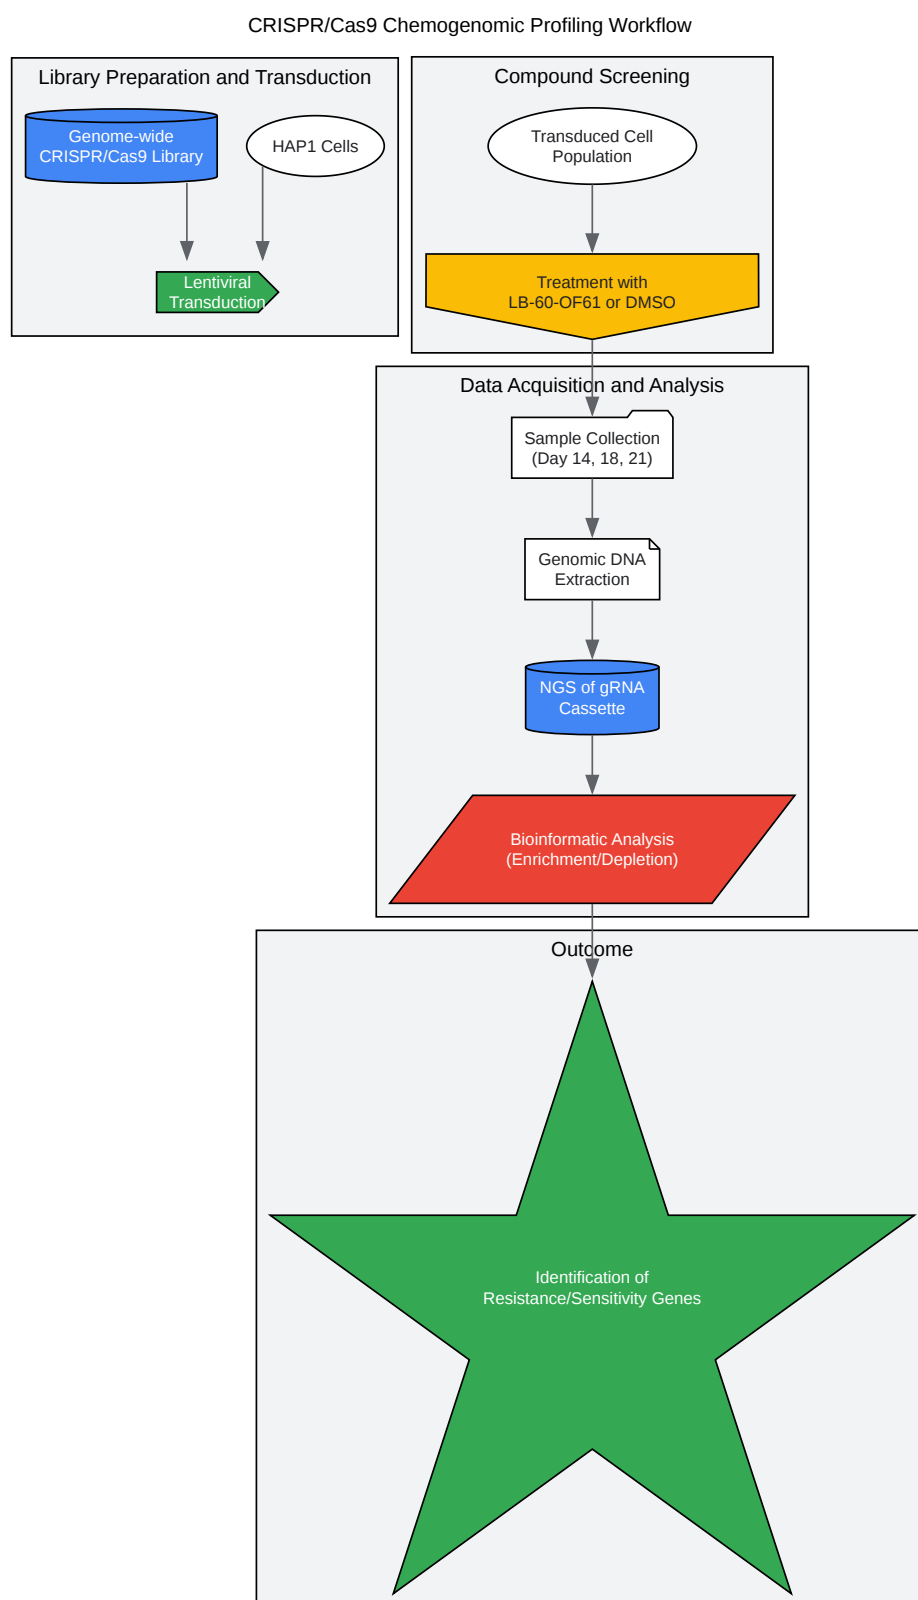 CRISPR/Cas9 Chemogenomic Profiling Workflow
Library Preparation and Transduction
Genome-wide
CRISPR/Cas9 Library
HAP1 Cells
Lentiviral
Transduction
Compound Screening
Transduced Cell
Population
Treatment with
LB-60-OF61 or DMSO
Data Acquisition and Analysis
Sample Collection
(Day 14, 18, 21)
Genomic DNA
Extraction
NGS of gRNA
Cassette
Bioinformatic Analysis
(Enrichment/Depletion)
Outcome
Identification of
Resistance/Sensitivity Genes